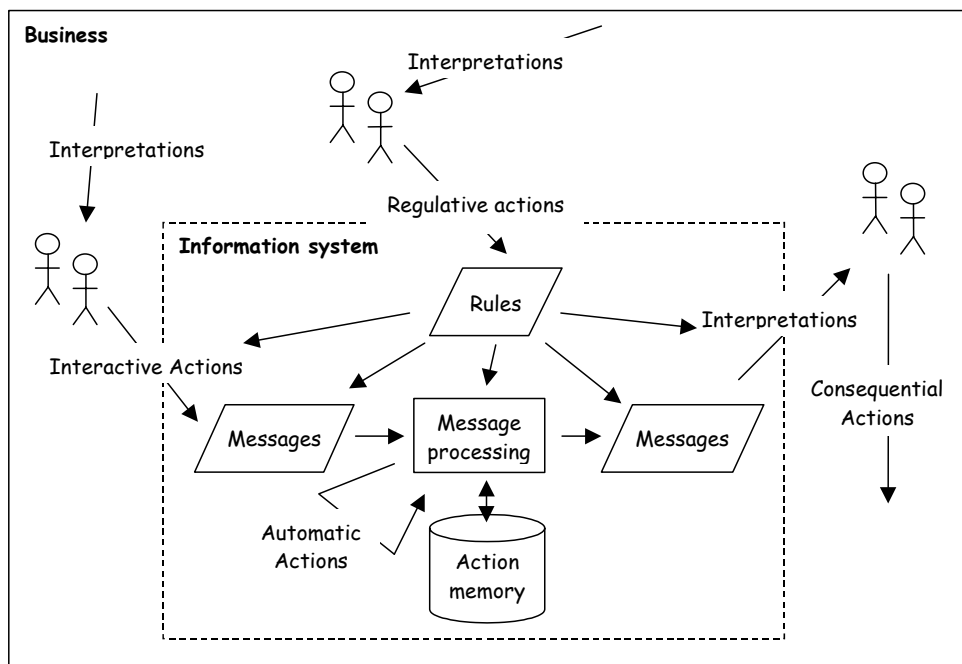 Business
Interpretations
Interpretations
Regulative actions
Information system
Rules
Interpretations
Interactive Actions
Consequential
Actions
Messages
Message
processing
Messages
Automatic
Actions
Action
memory